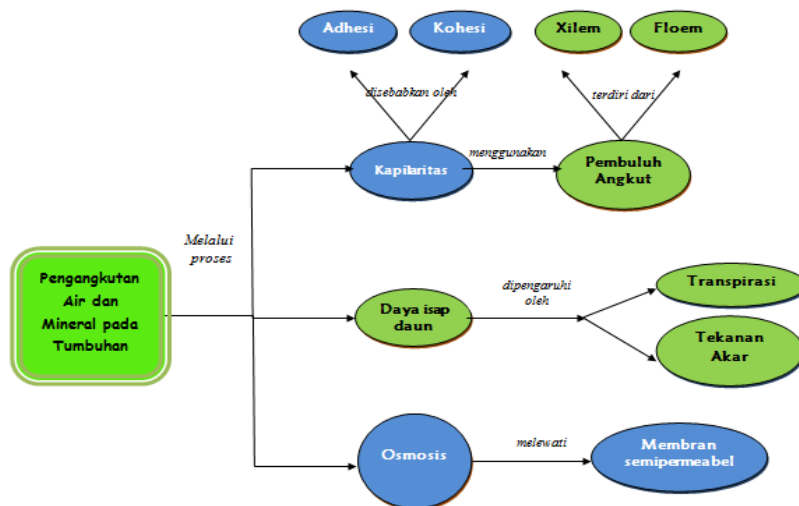 Adhesi
Kohesi
Xilem
Floem
disebabkan oleh
terdiri dari
Kapilaritas
menggunakan
Pembuluh
Angkut
Melalui
proses
Pengangkutan
Air dan
Mineral pada
Tumbuhan
Daya isap
daun
dipengaruhi
oleh
Transpirasi
Tekanan
Akar
Osmosis
melewati
Membran
semipermeabel